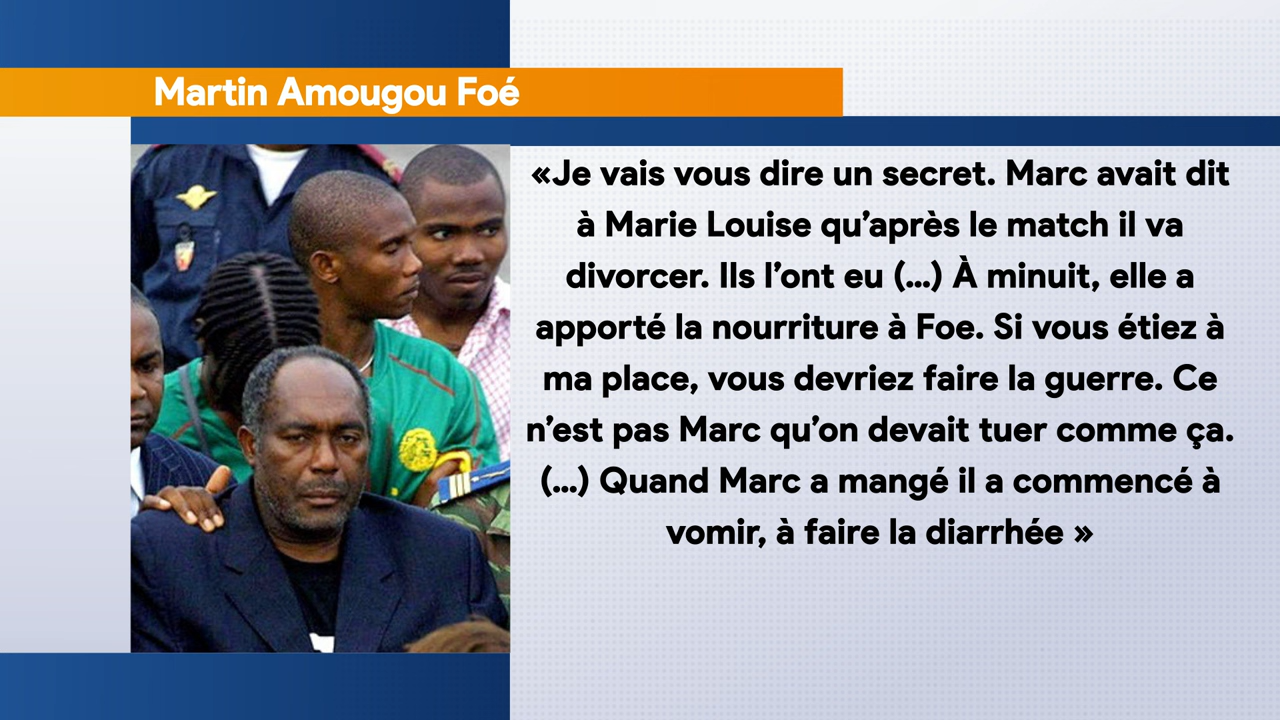 Martin Amougou Foé
«Je vais vous dire un secret. Marc avait dit
à Marie Louise qu’après le match il va
divorcer. Ils l’ont eu (...) À minuit, elle a
apporté la nourriture à Foe. Si vous étiez à
ma place, vous devriez faire la guerre. Ce
n’est pas Marc qu’on devait tuer comme ça.
(...) Quand Marc a mangé il a commencé à
vomir, à faire la diarrhée »